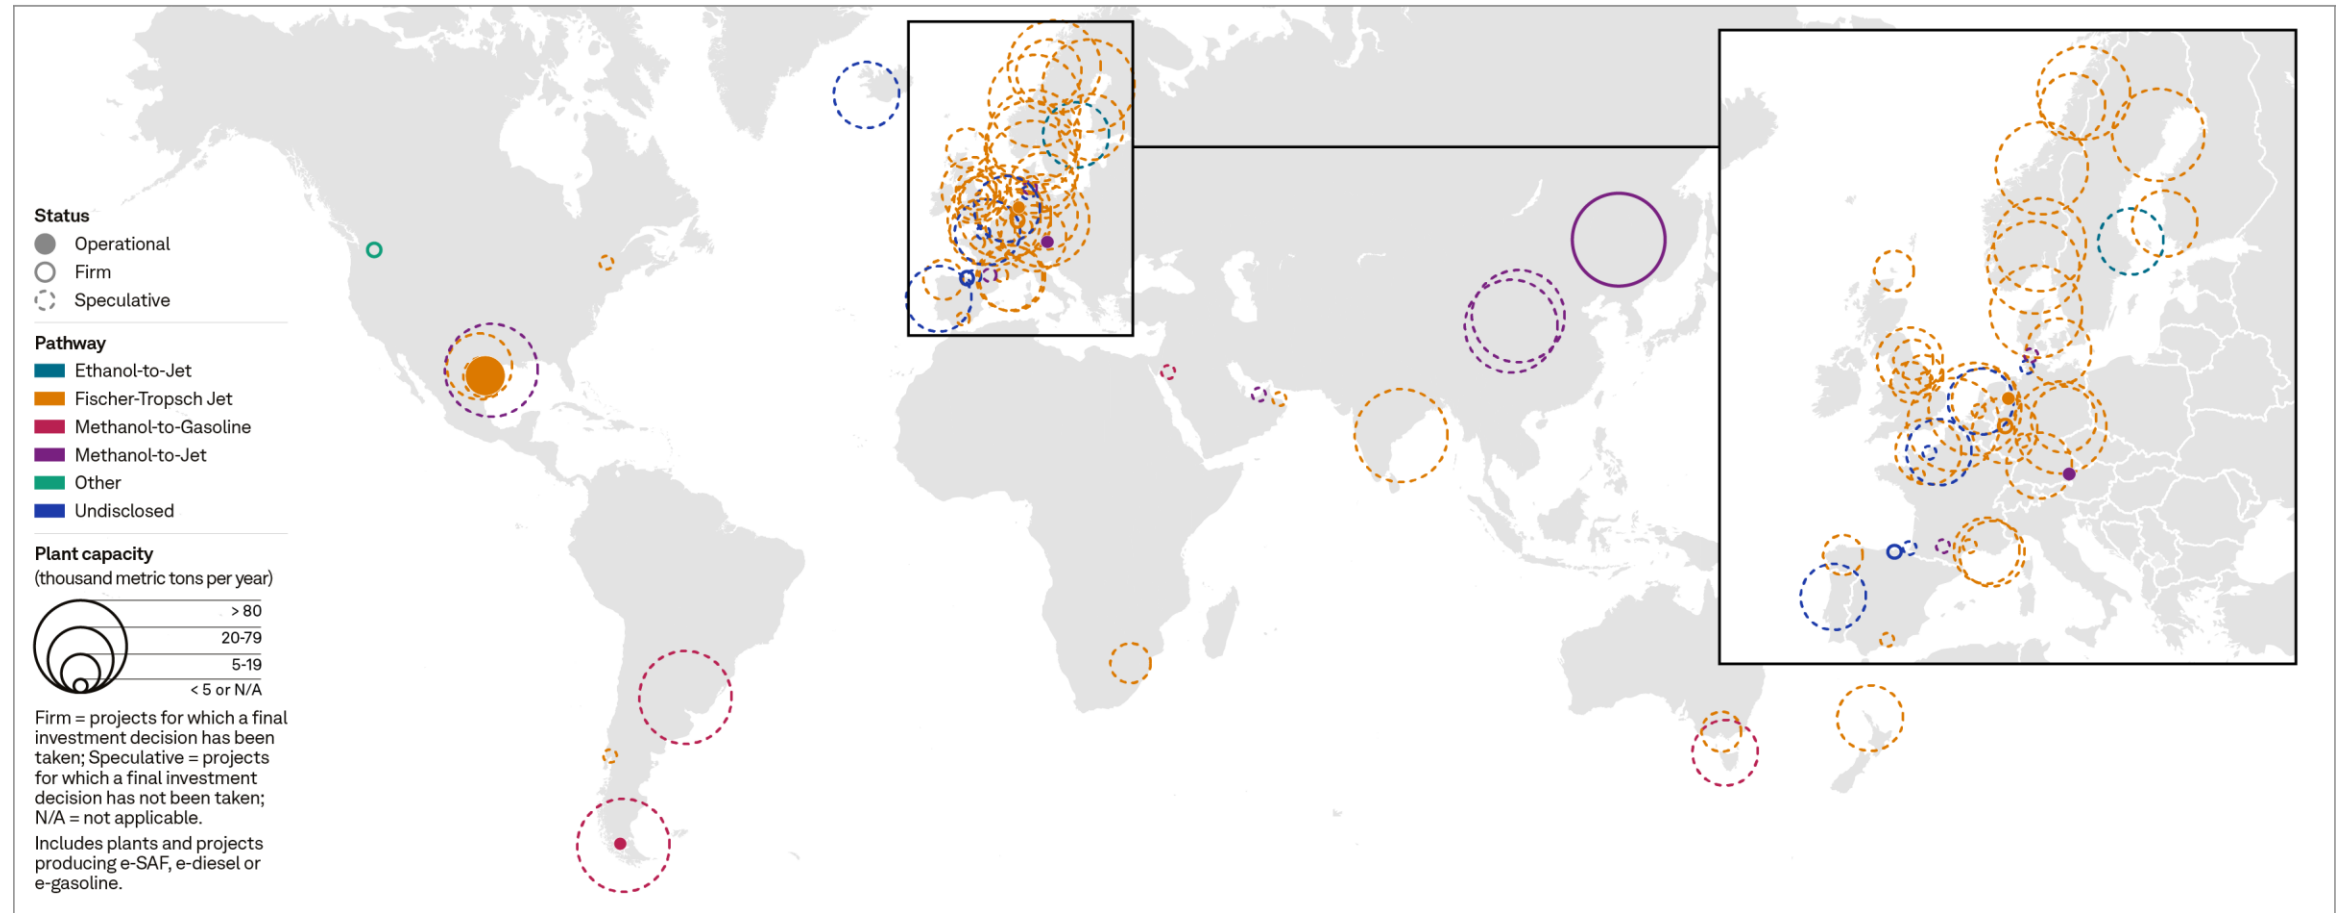 Status
Operational
Firm
Speculative
Pathway
Ethanol-to-Jet
Fischer-Tropsch Jet
Methanol-to-Gasoline
Methanol-to-Jet
Other
Undisclosed
Plant capacity
(thousand metric tons per year)
> 80
20-79
5-19
< 5 or N/A
Firm = projects for which a final
investment decision has been
taken; Speculative = projects
for which a final investment
decision has not been taken;
N/A = not applicable.
Includes plants and projects
producing e-SAF, e-diesel or
e-gasoline.